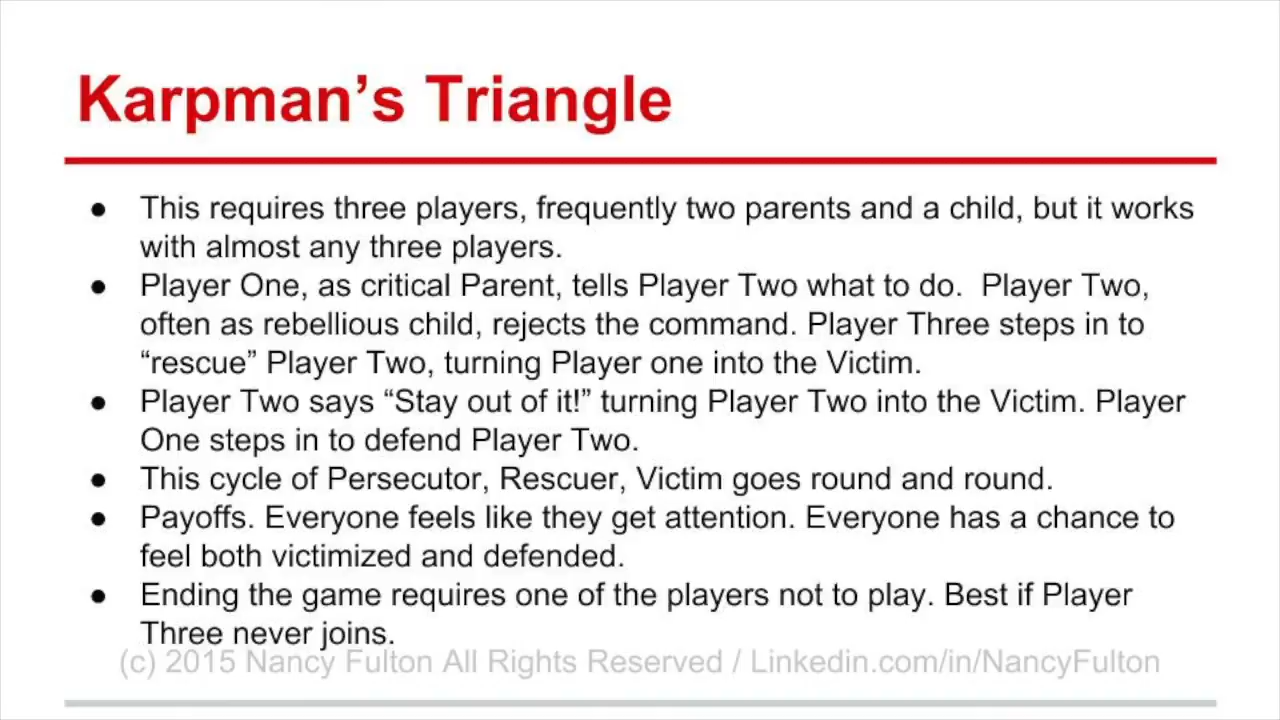 Karpman’s Triangle
● This requires three players, frequently two parents and a child, but it works
with almost any three players.
● Player One, as critical Parent, tells Player Two what to do.  Player Two,
often as rebellious child, rejects the command. Player Three steps in to
“rescue” Player Two, turning Player one into the Victim.
● Player Two says “Stay out of it!” turning Player Two into the Victim. Player
One steps in to defend Player Two.
● This cycle of Persecutor, Rescuer, Victim goes round and round.
● Payoffs. Everyone feels like they get attention. Everyone has a chance to
feel both victimized and defended.
● Ending the game requires one of the players not to play. Best if Player
Three never joins.
(c) 2015 Nancy Fulton All Rights Reserved / Linkedin.com/in/NancyFulton